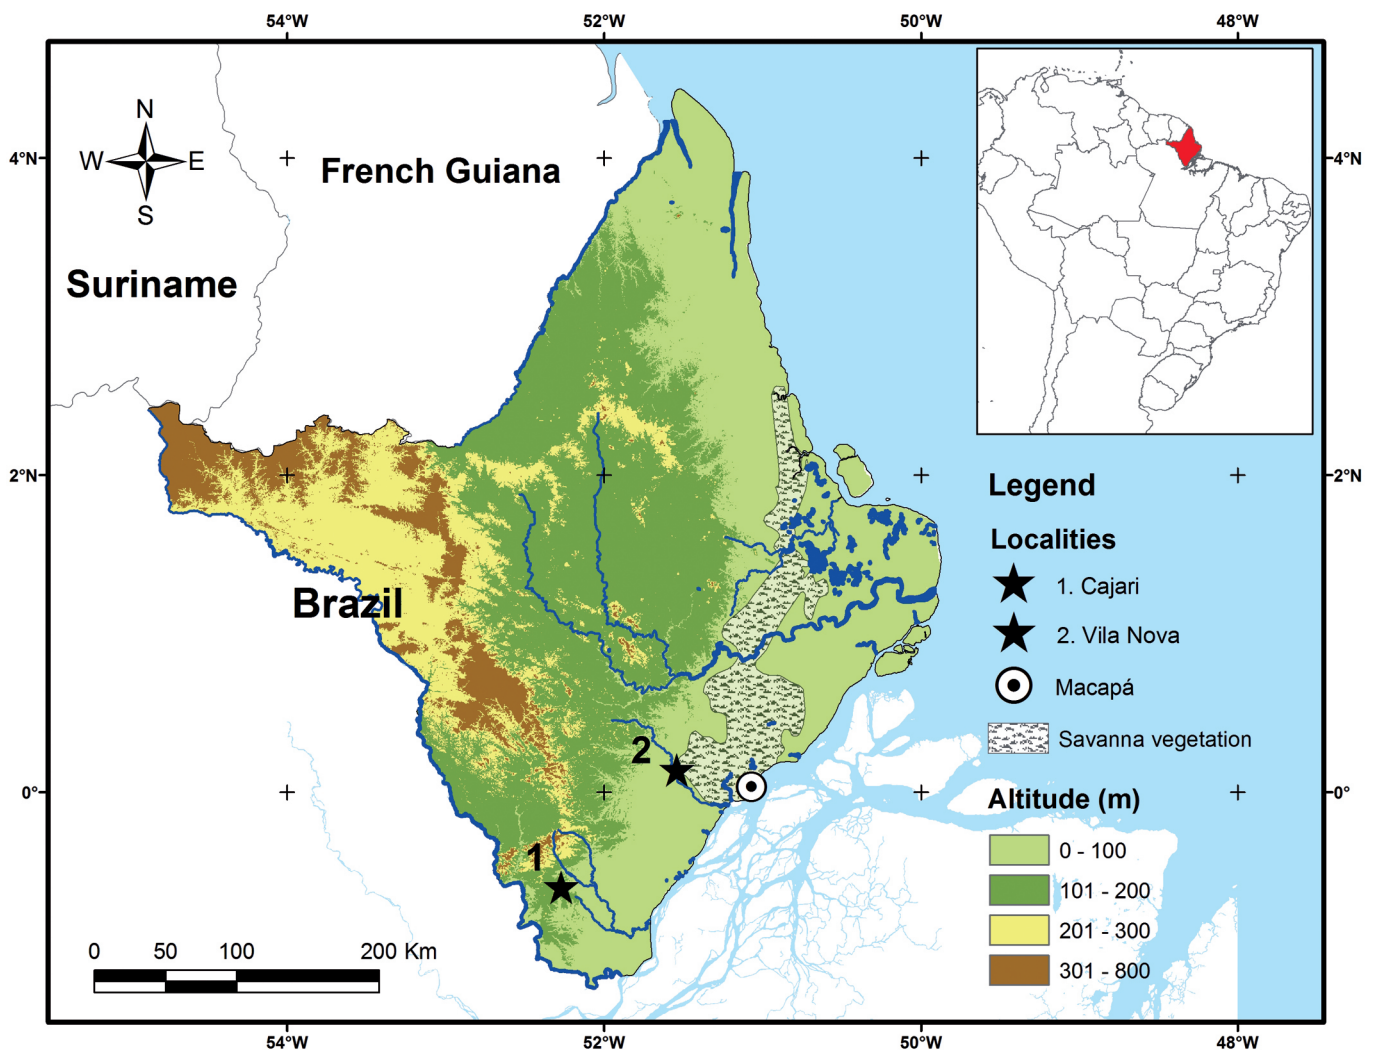 54°W 52°W 50°W 48°W
N
W E
S
4°N 4°N
French Guiana
Suriname
2°N 2°N
Brazil
Legend
Localities
1. Cajari
2. Vila Nova
Macapá
Savanna vegetation
2
0° 0°
Altitude (m)
0 - 100
1
101 - 200
201 - 300
301 - 800
0 50 100 200 Km
54°W 52°W 50°W 48°W